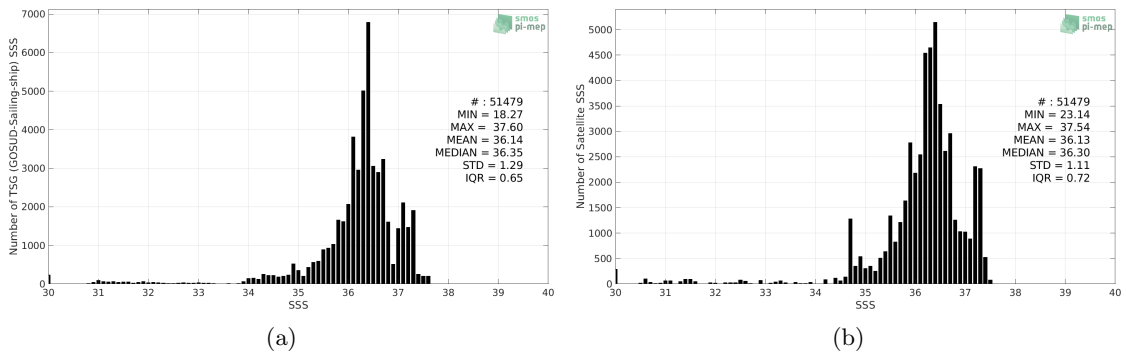 smos
pi-mep
Number of TSG (GOSUD-Sailing-ship) SSS
7000
6000
5000
4000
3000
2000
1000
0
# : 51479
MIN = 18.27
MAX = 37.60
MEAN = 36.14
MEDIAN = 36.35
STD = 1.29
IQR = 0.65
30 31 32 33 34 35 36 37 38 39 40
SSS
(a)
smos
pi-mep
Number of Satellite SSS
5000
4500
4000
3500
3000
2500
2000
1500
1000
500
0
# : 51479
MIN = 23.14
MAX = 37.54
MEAN = 36.13
MEDIAN = 36.30
STD = 1.11
IQR = 0.72
30 31 32 33 34 35 36 37 38 39 40
SSS
(b)